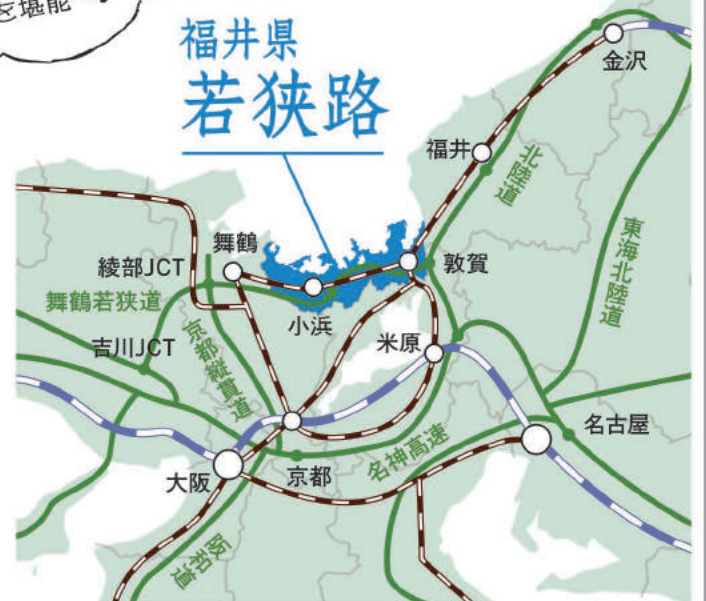 を堪能
福井県
若狭路
金沢
福井
北陸道
東海北陸道
舞鶴
綾部JCT
敦賀
舞鶴若狭道
小浜
吉川JCT
京都縦貫道
米原
名古屋
名神高速
大阪
京都
阪和道